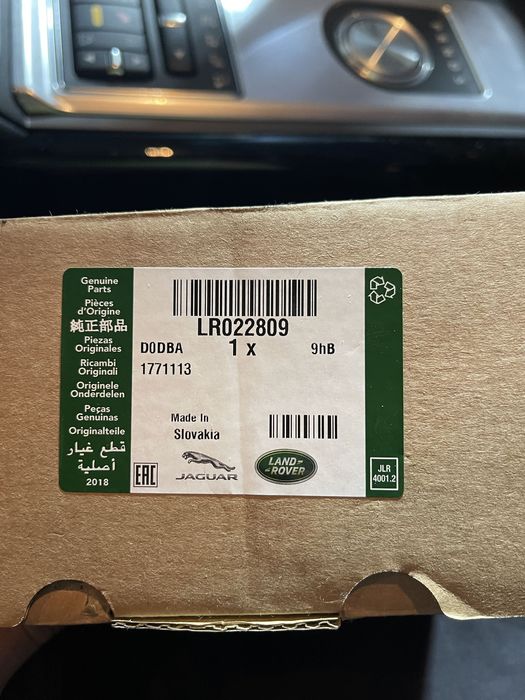 Genuine
Parts
Pièces
d'Origine
純正部品
Piezas
Originales
Ricambi
Originali
Originele
Onderdelen
Peças
Genuinas
Originalteile
قطع غيار
أصلية
2018
LR022809
D0DBA 1 x 9hB
1771113
Made In
Slovakia
EAC
JAGUAR
LAND-
-ROVER
JLR
4001.2